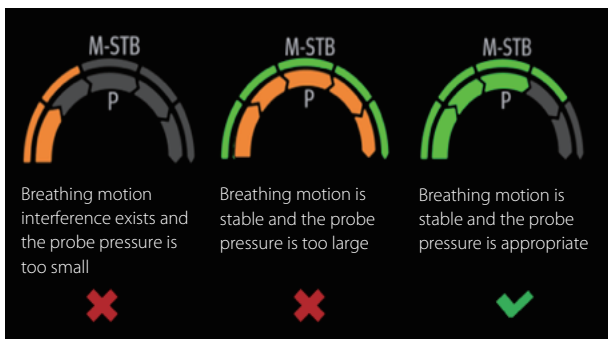 M-STB
P
Breathing motion
interference exists and
the probe pressure is
too small
M-STB
P
Breathing motion is
stable and the probe
pressure is too large
M-STB
P
Breathing motion is
stable and the probe
pressure is appropriate